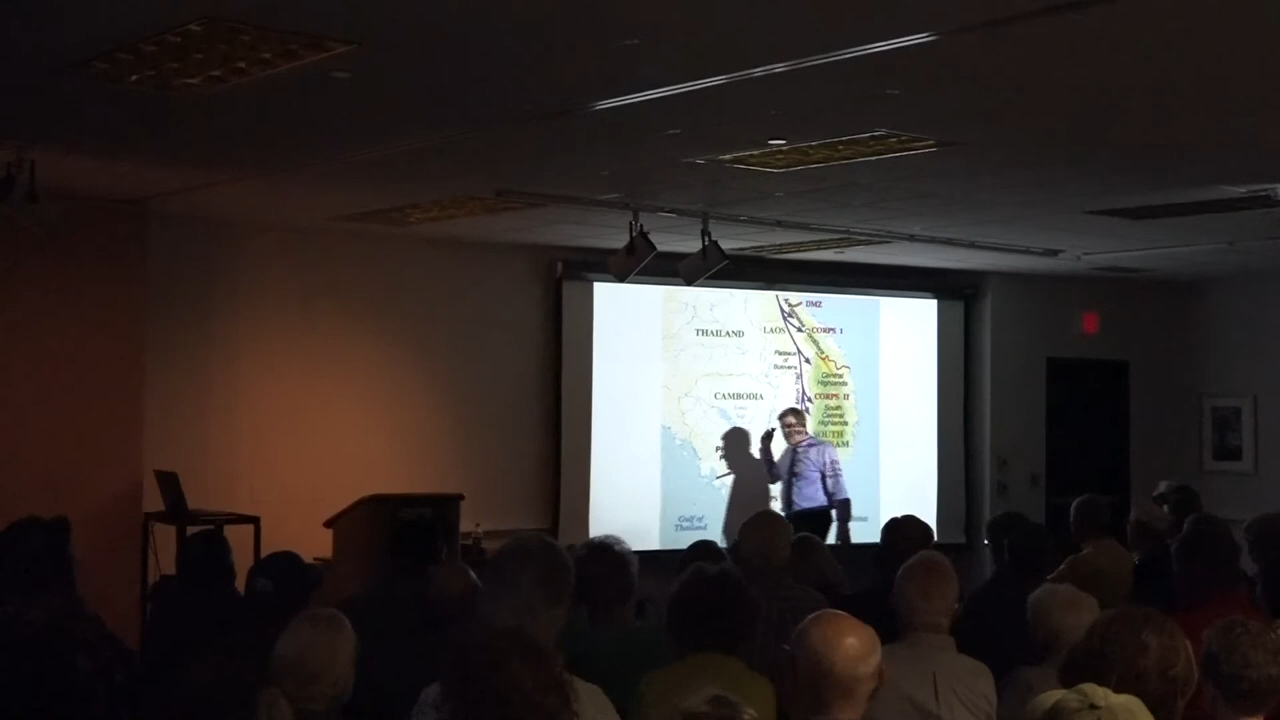 DMZ
THAILAND
LAOS
CORPS I
Plateau
of
Bolovens
Central
Highlands
CAMBODIA
CORPS II
South
Central
Highlands
SOUTH
Gulf of
Thailand